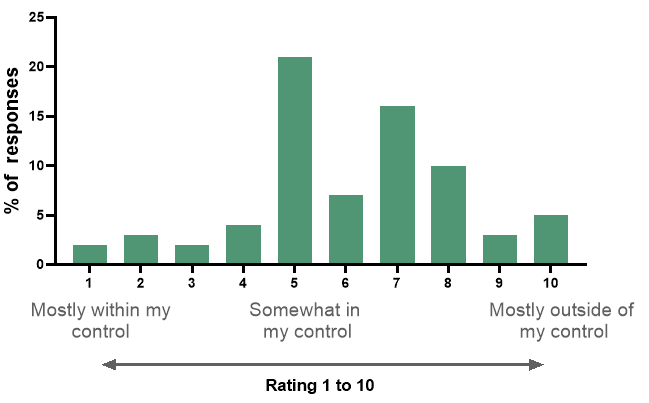 25
20
15
10
5
0
% of responses
1 2 3 4 5 6 7 8 9 10
Mostly within my
control
Somewhat in
my control
Mostly outside of
my control
Rating 1 to 10